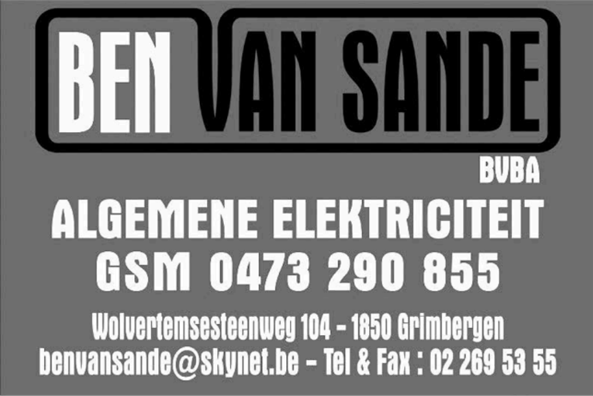 BEN VAN SANDE
BVBA
ALGEMENE ELEKTRICITEIT
GSM 0473 290 855
Wolvertemsesteenweg 104 - 1850 Grimbergen
benvansande@skynet.be - Tel & Fax : 02 269 53 55